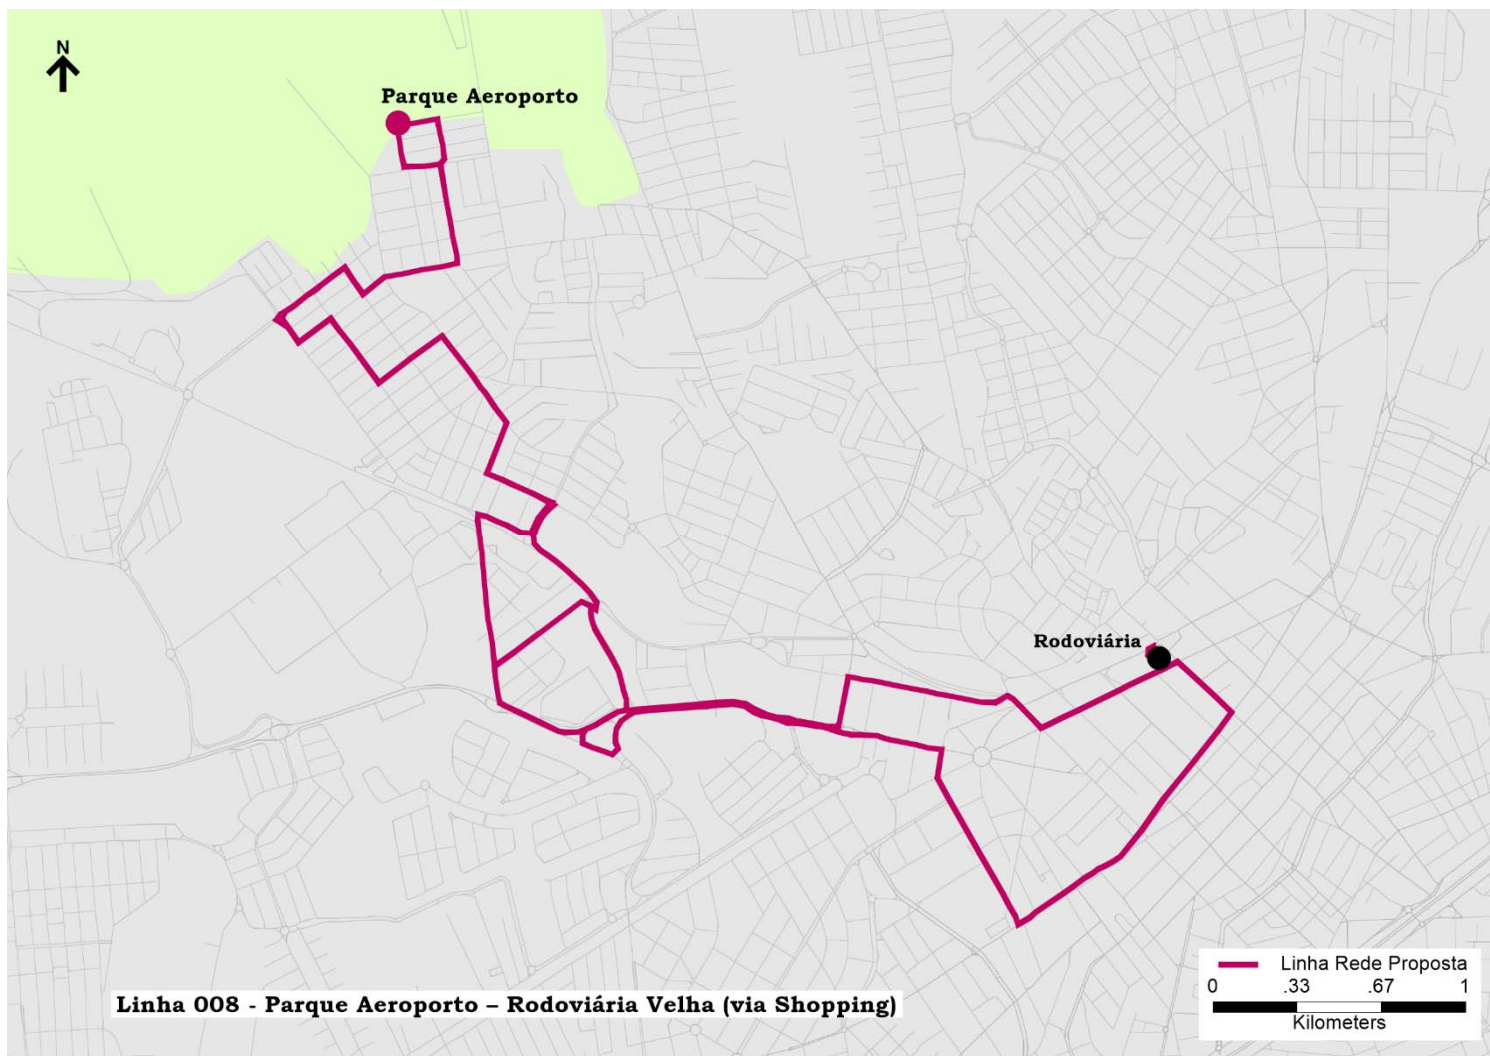 N
Parque Aeroporto
Rodoviária
Linha Rede Proposta
0 .33 .67 1
Kilometers
Linha 008 - Parque Aeroporto – Rodoviária Velha (via Shopping)